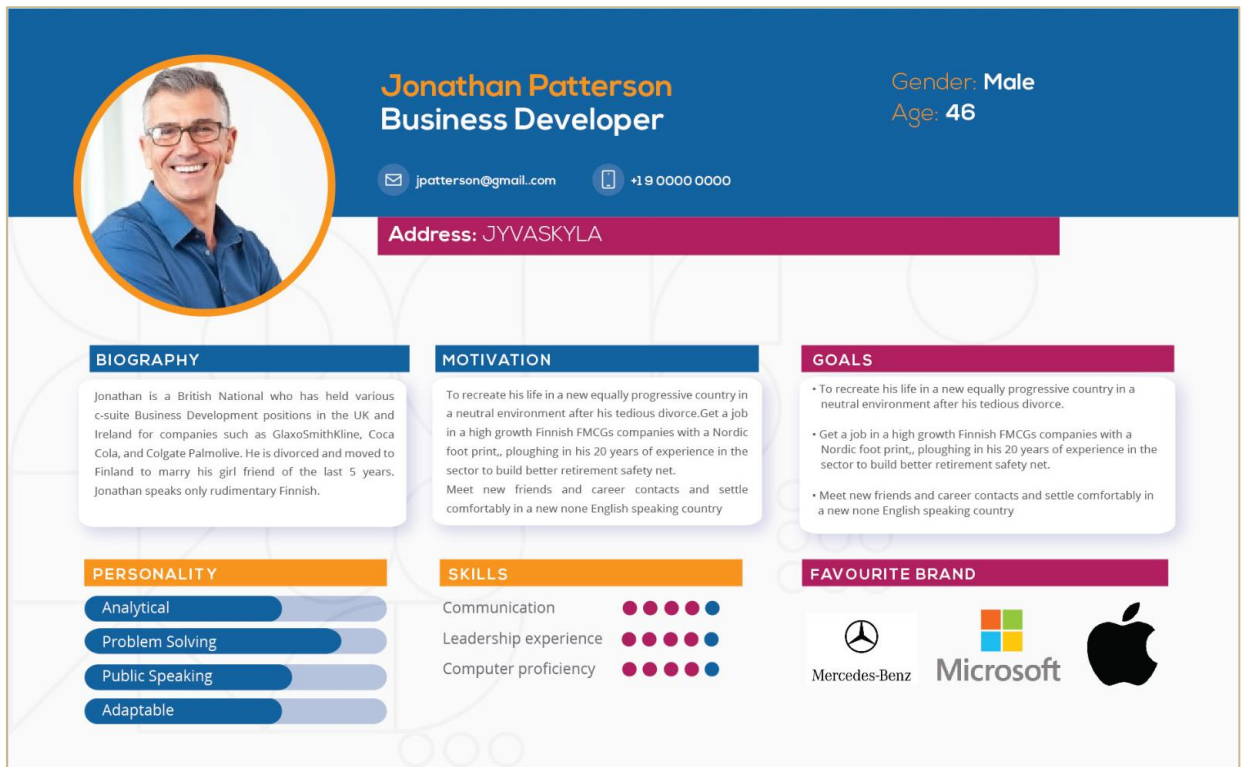 Jonathan Patterson
Business Developer
Gender: Male
Age: 46
jpatterson@gmail..com
+1 9 0000 0000
Address: JYVASKYLA
BIOGRAPHY
Jonathan is a British National who has held various
c-suite Business Development positions in the UK and
Ireland for companies such as GlaxoSmithKline, Coca
Cola, and Colgate Palmolive. He is divorced and moved to
Finland to marry his girl friend of the last 5 years.
Jonathan speaks only rudimentary Finnish.
MOTIVATION
To recreate his life in a new equally progressive country in
a neutral environment after his tedious divorce.Get a job
in a high growth Finnish FMCGs companies with a Nordic
foot print,, ploughing in his 20 years of experience in the
sector to build better retirement safety net.
Meet new friends and career contacts and settle
comfortably in a new none English speaking country
GOALS
• To recreate his life in a new equally progressive country in a
neutral environment after his tedious divorce.
• Get a job in a high growth Finnish FMCGs companies with a
Nordic foot print,, ploughing in his 20 years of experience in the
sector to build better retirement safety net.
• Meet new friends and career contacts and settle comfortably in
a new none English speaking country
PERSONALITY
Analytical
Problem Solving
Public Speaking
Adaptable
SKILLS
Communication
Leadership experience
Computer proficiency
FAVOURITE BRAND
Mercedes-Benz
Microsoft